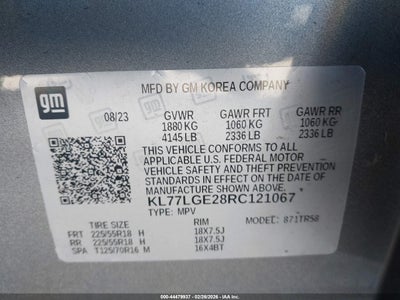 gm
MFD BY GM KOREA COMPANY
08/23 GVWR GAWR FRT GAWR RR
1880 KG 1060 KG 1060 KG
4145 LB 2336 LB 2336 LB
THIS VEHICLE CONFORMS TO ALL
APPLICABLE U.S. FEDERAL MOTOR
VEHICLE SAFETY AND THEFT PREVENTION
STANDARDS IN EFFECT ON THE DATE OF
MANUFACTURE SHOWN ABOVE.
KL77LGE28RC121067
TYPE: MPV MODEL: 871TR58
TIRE SIZE RIM
FRT 225/55R18 H 18X7.5J
RR 225/55R18 H 18X7.5J
SPA T125/70R16 M 16X4BT
IAA: 44479937 | 02/28/2026 | IAAI.com